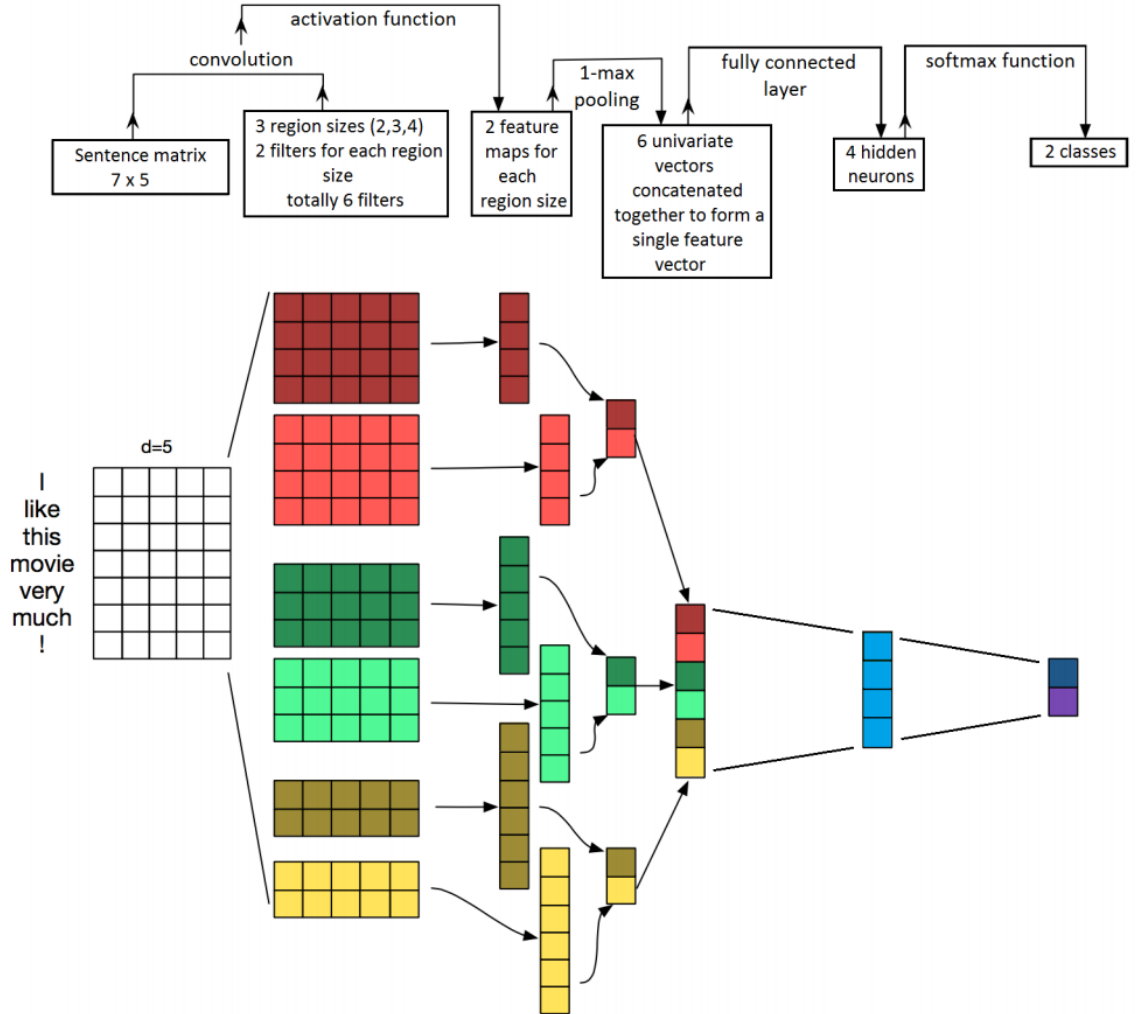 activation function
convolution
1-max
pooling
fully connected
layer
softmax function
Sentence matrix
7 x 5
3 region sizes (2,3,4)
2 filters for each region
size
totally 6 filters
2 feature
maps for
each
region size
6 univariate
vectors
concatenated
together to form a
single feature
vector
4 hidden
neurons
2 classes
d=5
I
like
this
movie
very
much
!